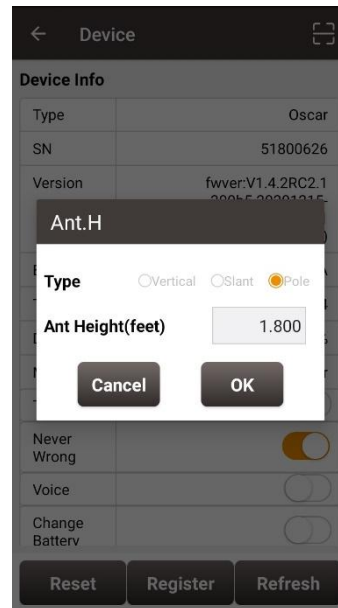 Device
Device Info
Type Oscar
SN 51800626
Version fwver:V1.4.2RC2.1
Ant.H
Type Vertical Slant Pole
Ant Height(feet) 1.800
Cancel OK
Never
Wrong
Voice
Change
Battery
Reset Register Refresh